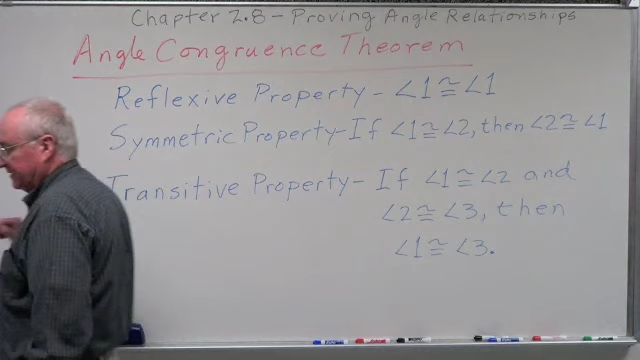 Chapter 2.8 - Proving Angle Relationships
Angle Congruence Theorem
Reflexive Property - ∠1 ≅ ∠1
Symmetric Property - If ∠1 ≅ ∠2, then ∠2 ≅ ∠1
Transitive Property - If ∠1 ≅ ∠2 and
∠2 ≅ ∠3, then
∠1 ≅ ∠3.